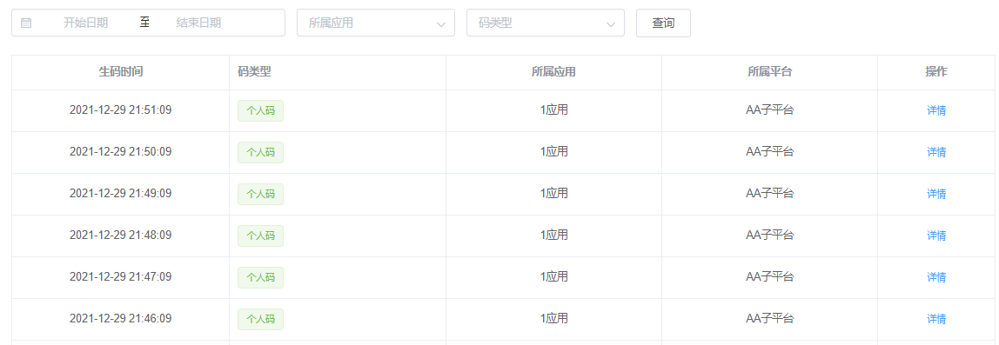 开始日期 至 结束日期 所属应用 码类型 查询
生码时间 码类型 所属应用 所属平台 操作
2021-12-29 21:51:09 个人码 1应用 AA子平台 详情
2021-12-29 21:50:09 个人码 1应用 AA子平台 详情
2021-12-29 21:49:09 个人码 1应用 AA子平台 详情
2021-12-29 21:48:09 个人码 1应用 AA子平台 详情
2021-12-29 21:47:09 个人码 1应用 AA子平台 详情
2021-12-29 21:46:09 个人码 1应用 AA子平台 详情